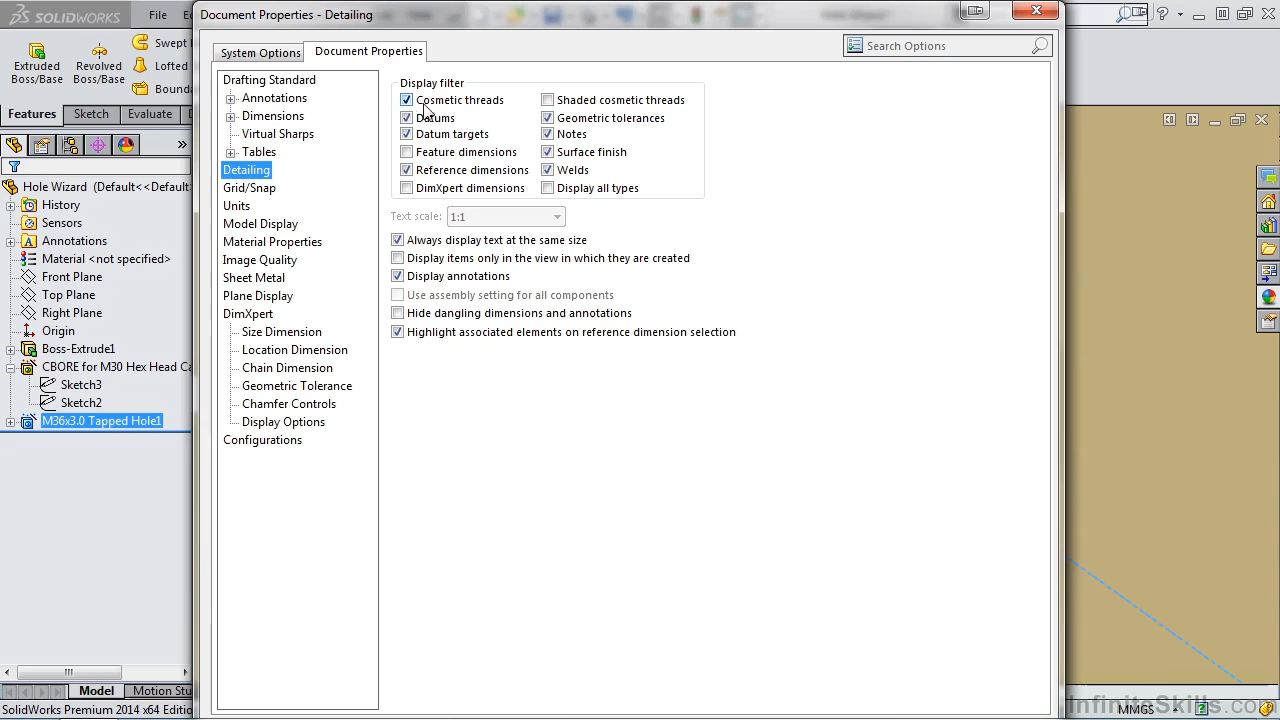 SOLIDWORKS
File
Document Properties - Detailing
Extruded Boss/Base
Revolved Boss/Base
Swept
Lofted
Bounda
Features
Sketch
Evaluate
Hole Wizard (Default<<Default
History
Sensors
Annotations
Material <not specified>
Front Plane
Top Plane
Right Plane
Origin
Boss-Extrude1
CBORE for M30 Hex Head Ca
Sketch3
Sketch2
M36x3.0 Tapped Hole1
Model
Motion Stu
SolidWorks Premium 2014 x64 Editio
System Options
Document Properties
Search Options
Drafting Standard
Annotations
Dimensions
Virtual Sharps
Tables
Detailing
Grid/Snap
Units
Model Display
Material Properties
Image Quality
Sheet Metal
Plane Display
DimXpert
Size Dimension
Location Dimension
Chain Dimension
Geometric Tolerance
Chamfer Controls
Display Options
Configurations
Display filter
Cosmetic threads
Shaded cosmetic threads
Datums
Geometric tolerances
Datum targets
Notes
Feature dimensions
Surface finish
Reference dimensions
Welds
DimXpert dimensions
Display all types
Text scale:
1:1
Always display text at the same size
Display items only in the view in which they are created
Display annotations
Use assembly setting for all components
Hide dangling dimensions and annotations
Highlight associated elements on reference dimension selection
MMGS
InfiniteSkills.com